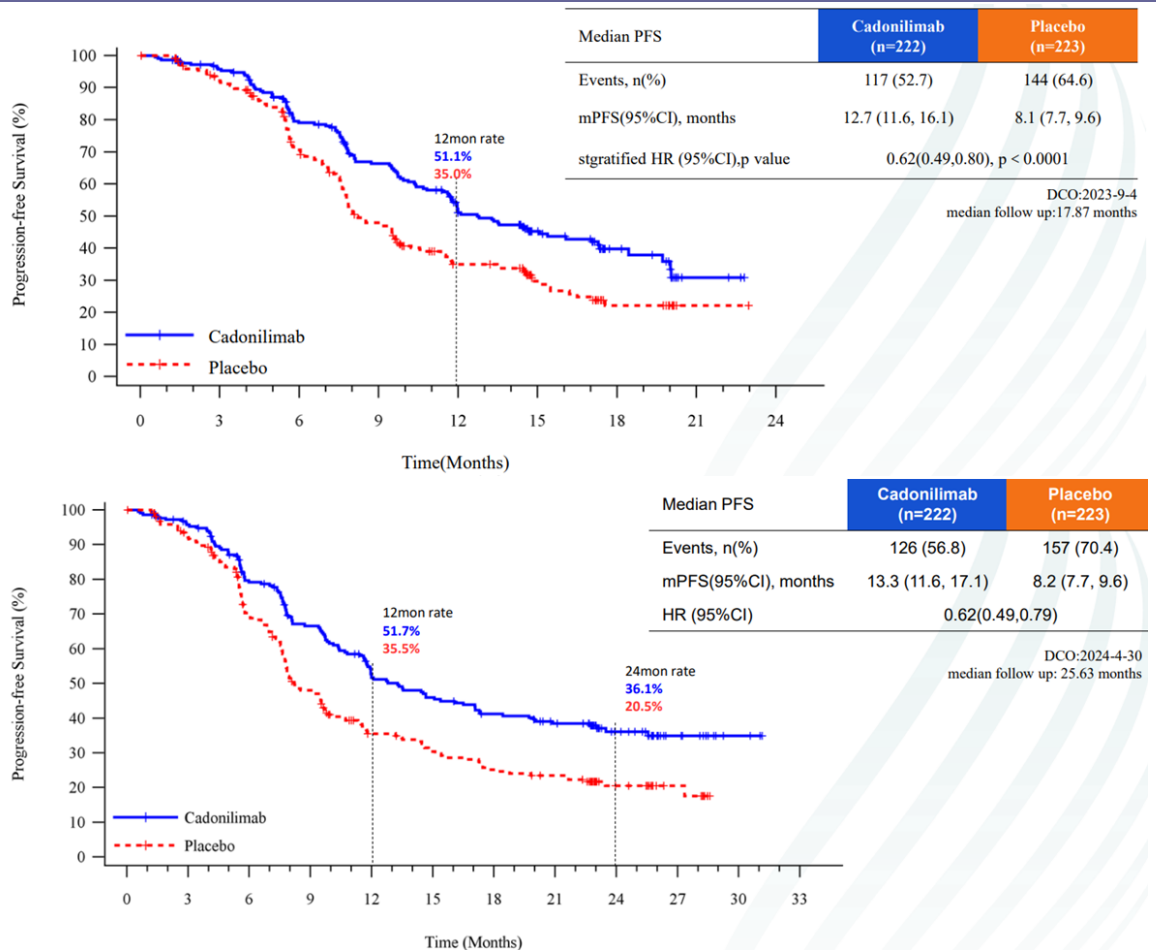 Median PFS
Cadonilimab
(n=222)
Placebo
(n=223)
Events, n(%)
117 (52.7)
144 (64.6)
mPFS(95%CI), months
12.7 (11.6, 16.1)
8.1 (7.7, 9.6)
stgratified HR (95%CI),p value
0.62(0.49,0.80), p < 0.0001
DCO:2023-9-4
median follow up:17.87 months
Progression-free Survival (%)
100
90
80
70
60
50
40
30
20
10
0
12mon rate
51.1%
35.0%
Cadonilimab
Placebo
0 3 6 9 12 15 18 21 24
Time(Months)
Median PFS
Cadonilimab
(n=222)
Placebo
(n=223)
Events, n(%)
126 (56.8)
157 (70.4)
mPFS(95%CI), months
13.3 (11.6, 17.1)
8.2 (7.7, 9.6)
HR (95%CI)
0.62(0.49,0.79)
DCO:2024-4-30
median follow up: 25.63 months
Progression-free Survival (%)
100
90
80
70
60
50
40
30
20
10
0
12mon rate
51.7%
35.5%
24mon rate
36.1%
20.5%
Cadonilimab
Placebo
0 3 6 9 12 15 18 21 24 27 30 33
Time (Months)